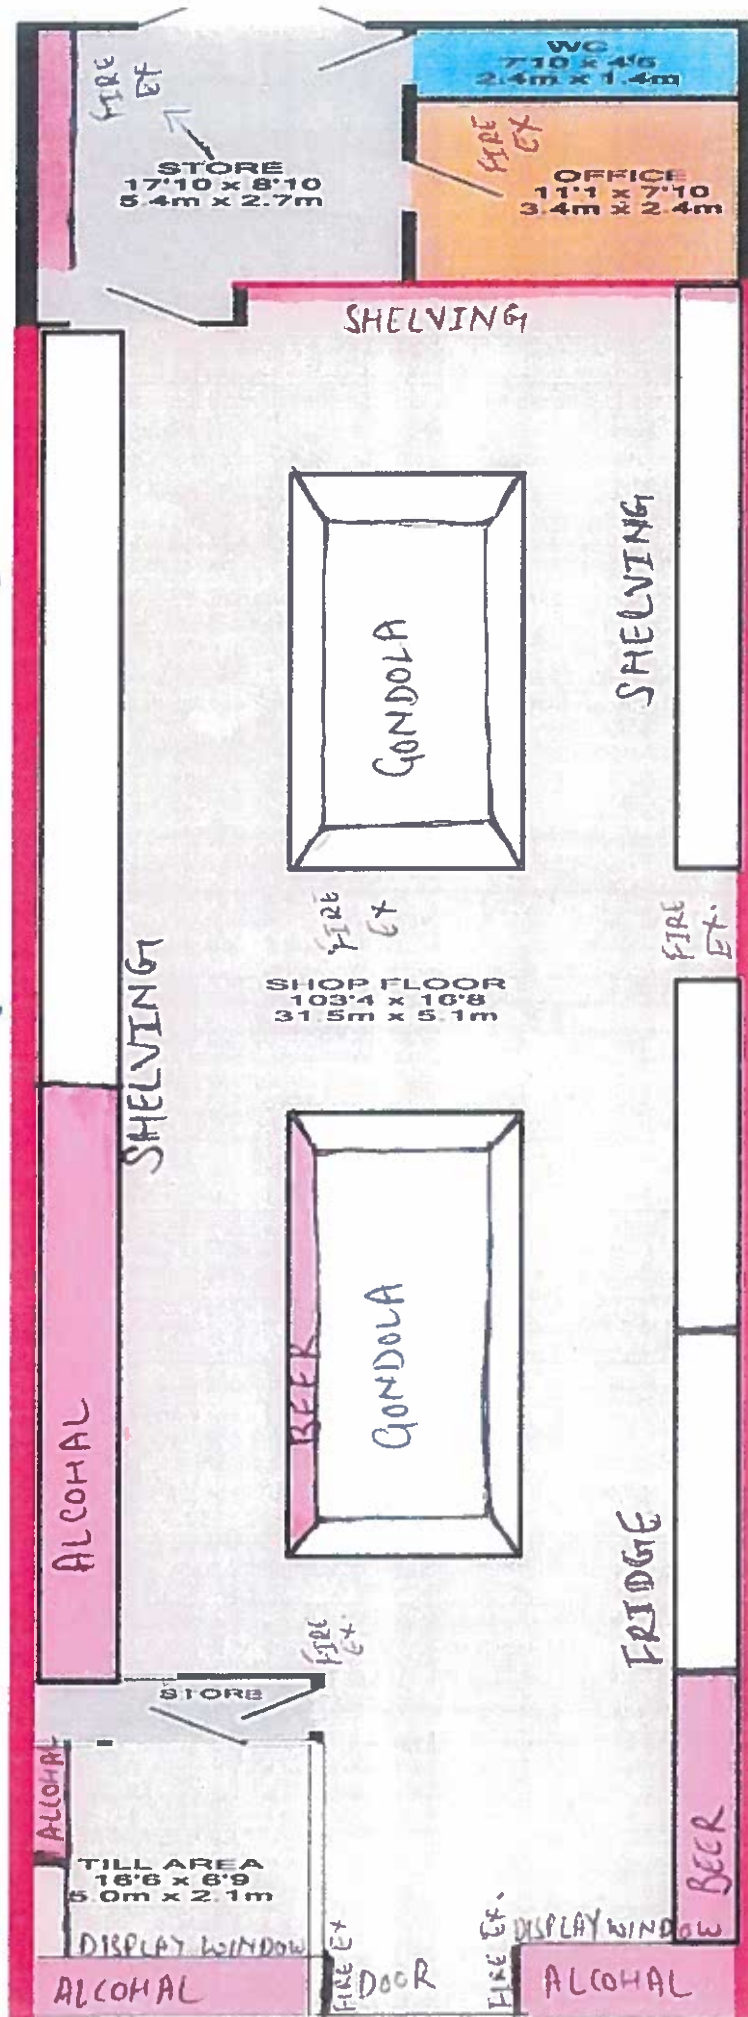 WC
7'10 x 4'6
2.4m x 1.4m
FIRE
EX
FIRE
EX
STORE
17'10 x 8'10
5.4m x 2.7m
OFFICE
11'1 x 7'10
3.4m x 2.4m
SHELVING
SHELVING
GONDOLA
FIRE
EX
FIRE
EX.
SHOP FLOOR
103'4 x 16'8
31.5m x 5.1m
SHELVING
BEER
GONDOLA
ALCOHAL
FRIDGE
FIRE
EX.
STORE
ALCOHAL
BEER
TILL AREA
16'6 x 6'9
5.0m x 2.1m
DISPLAY WINDOW
DISPLAY WINDOW
ALCOHAL
FIRE EX
DOOR
FIRE EX.
ALCOHAL